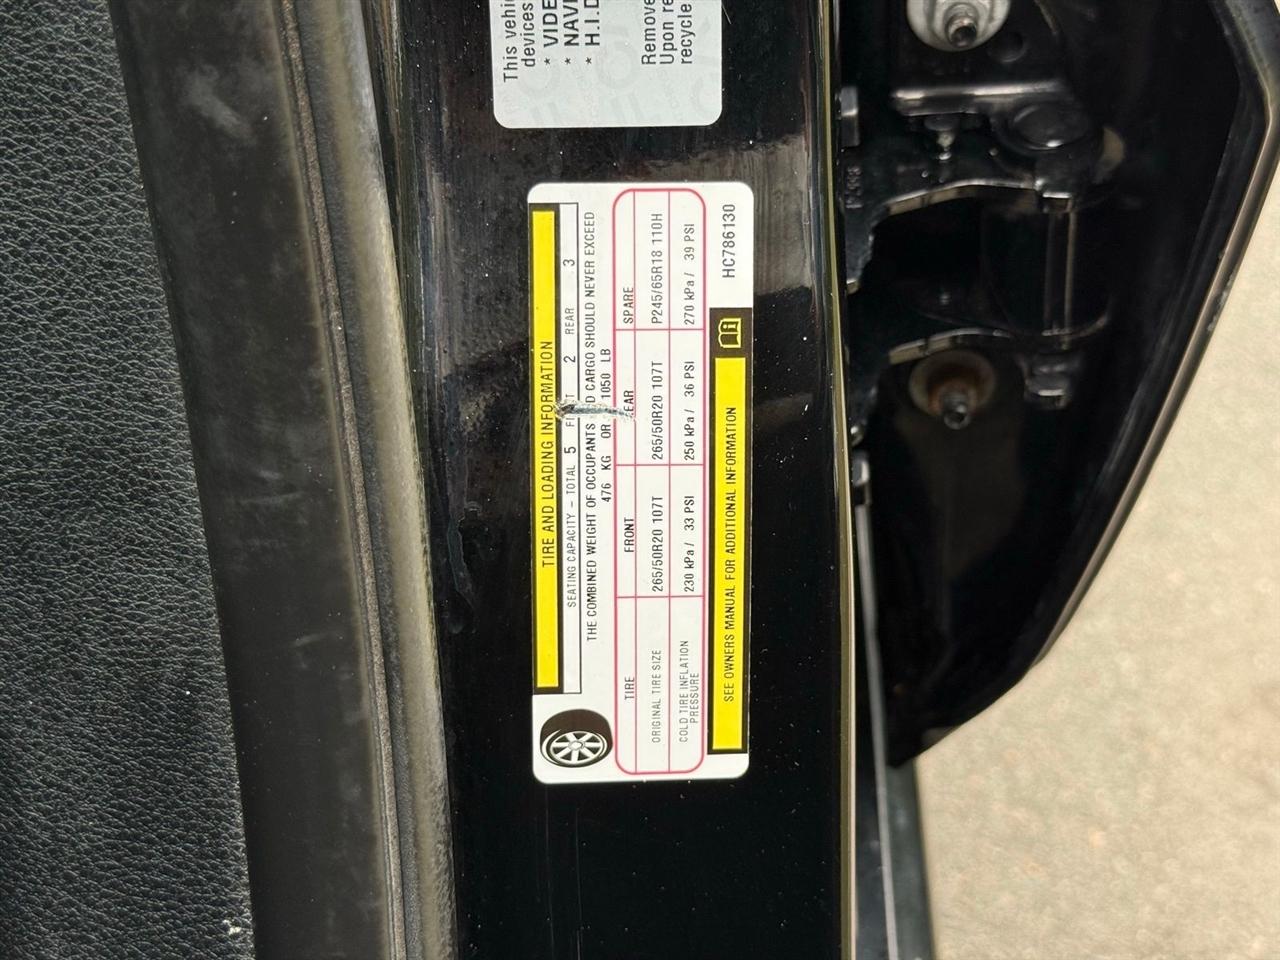 This vehi
devices
* VIDE
* NAVI
* H.I.D
Remove
Upon re
recycle
TIRE AND LOADING INFORMATION
SEATING CAPACITY - TOTAL 5 F T 2 REAR 3
THE COMBINED WEIGHT OF OCCUPANTS D CARGO SHOULD NEVER EXCEED
476 KG OR 1050 LB
TIRE FRONT EAR SPARE
ORIGINAL TIRE SIZE 265/50R20 107T 265/50R20 107T P245/65R18 110H
COLD TIRE INFLATION PRESSURE 230 kPa / 33 PSI 250 kPa / 36 PSI 270 kPa / 39 PSI
SEE OWNERS MANUAL FOR ADDITIONAL INFORMATION
HC786130